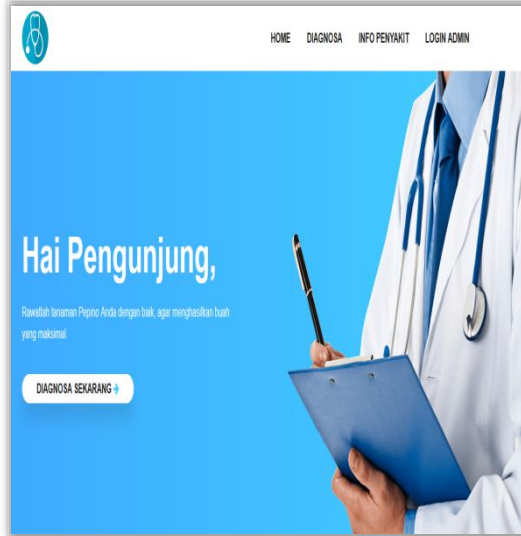 HOME DIAGNOSA INFO PENYAKIT LOGIN ADMIN
Hai Pengunjung,
Rawatlah tanaman Pepino Anda dengan baik, agar menghasilkan buah
yang maksimal.
DIAGNOSA SEKARANG →